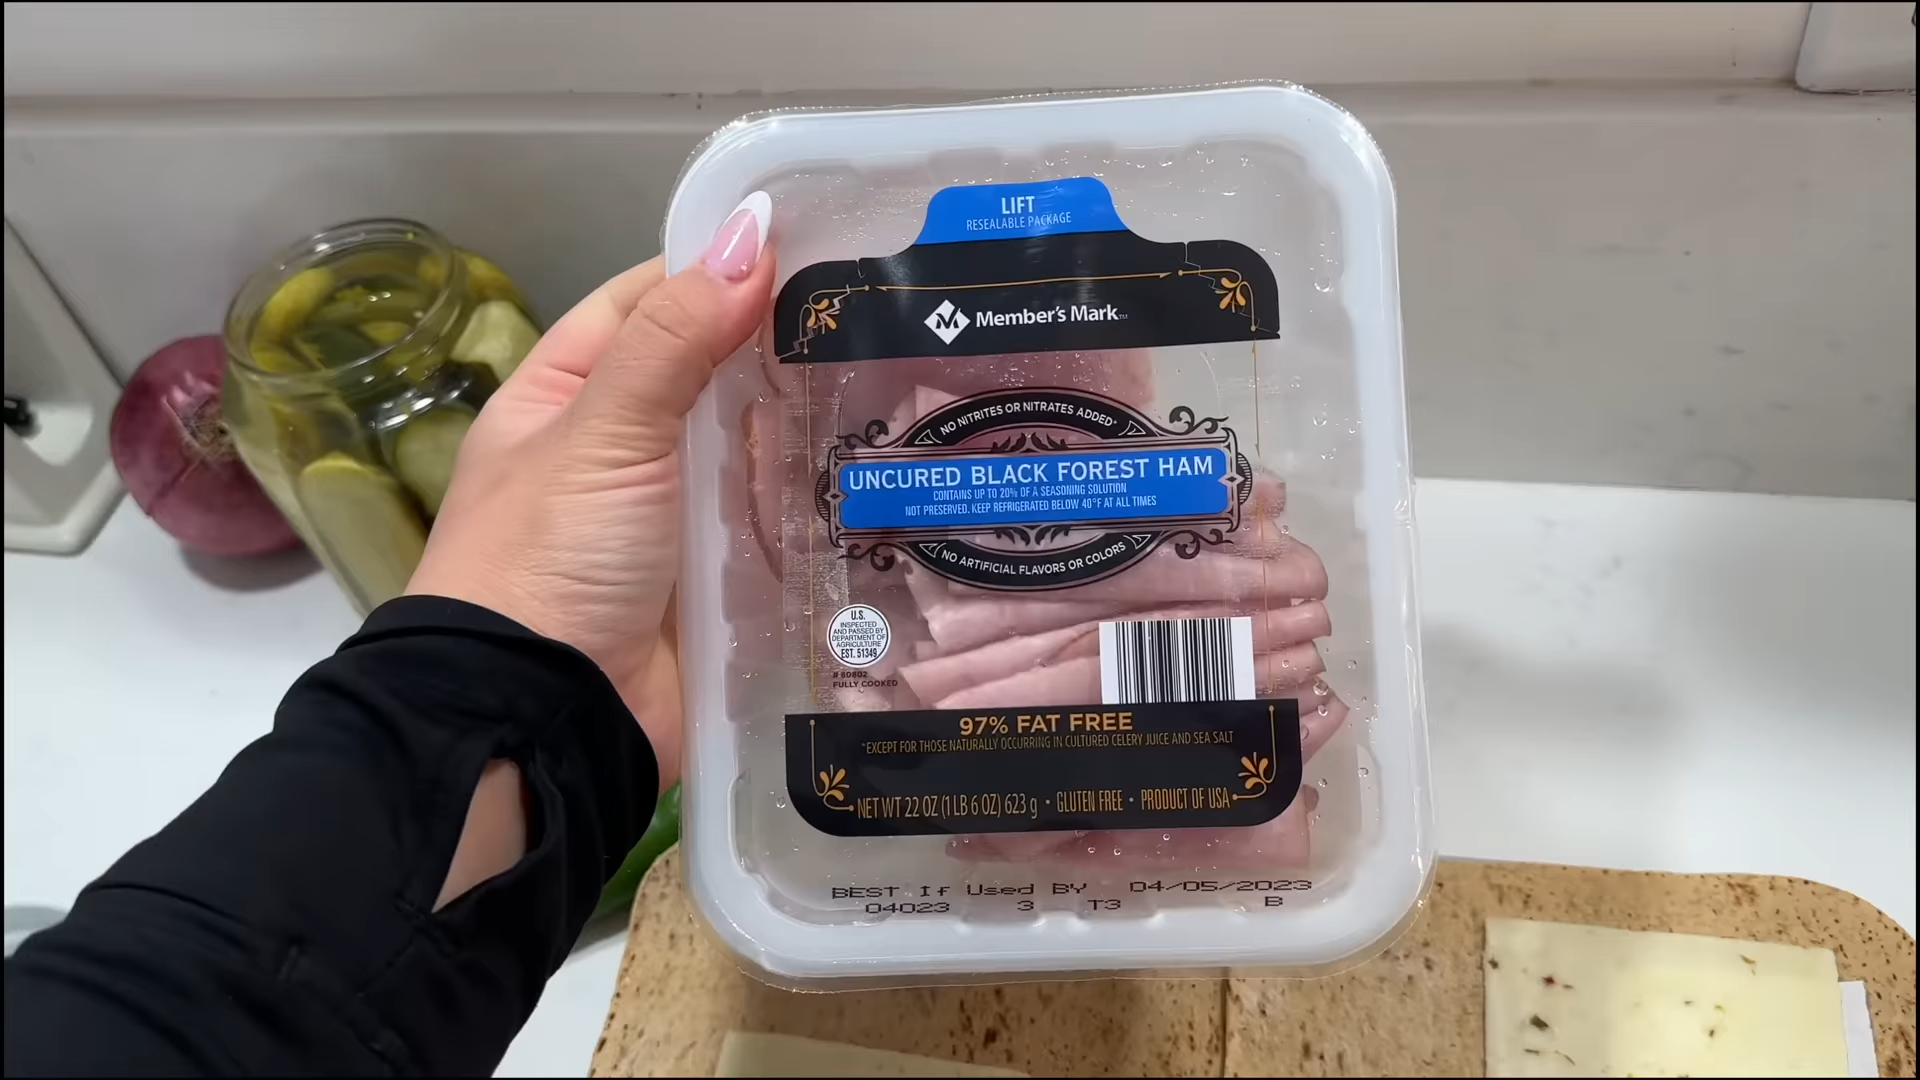 LIFT
RESEALABLE PACKAGE
Member's Mark™
NO NITRITES OR NITRATES ADDED*
UNCURED BLACK FOREST HAM
CONTAINS UP TO 20% OF A SEASONING SOLUTION
NOT PRESERVED. KEEP REFRIGERATED BELOW 40°F AT ALL TIMES
NO ARTIFICIAL FLAVORS OR COLORS
U.S.
INSPECTED
AND PASSED BY
DEPARTMENT OF
AGRICULTURE
EST. 51349
# 60802
FULLY COOKED
97% FAT FREE
*EXCEPT FOR THOSE NATURALLY OCCURRING IN CULTURED CELERY JUICE AND SEA SALT
NET WT 22 OZ (1 LB 6 OZ) 623 g • GLUTEN FREE • PRODUCT OF USA
BEST If Used BY 04/05/2023
04023 3 T3 B